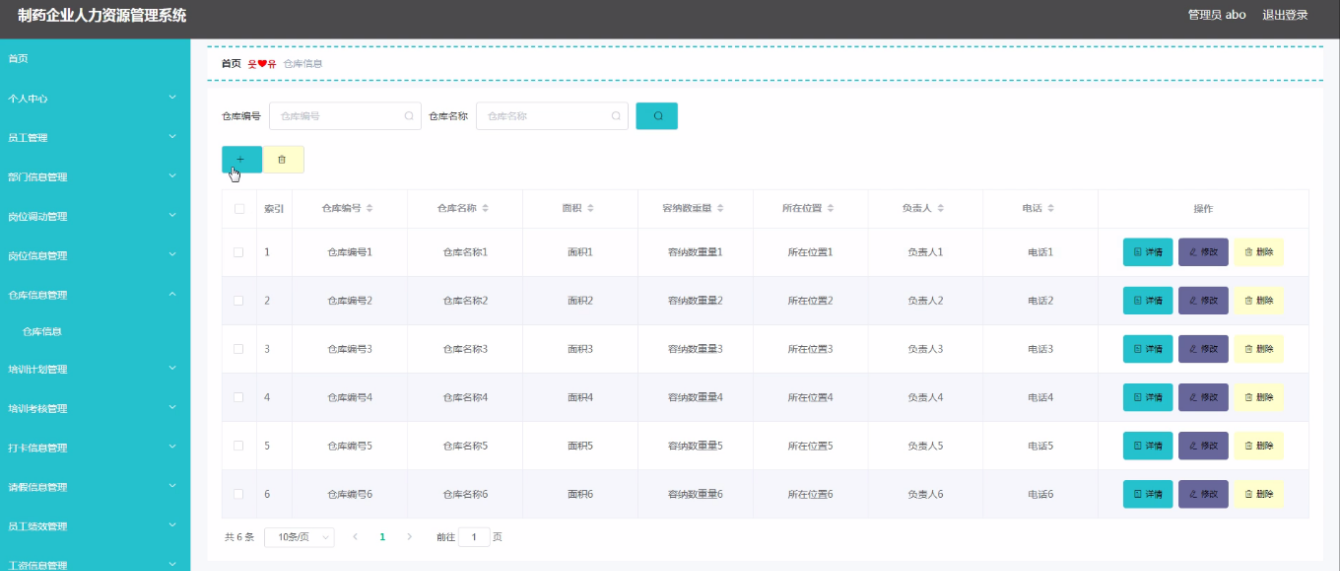 制药企业人力资源管理系统
管理员 abo 退出登录
首页
个人中心
员工管理
部门信息管理
岗位调动管理
岗位信息管理
仓库信息管理
仓库信息
培训计划管理
培训考核管理
打卡信息管理
请假信息管理
员工绩效管理
工资信息管理
首页 웃❤유 仓库信息
仓库编号 仓库编号 仓库名称 仓库名称
索引 仓库编号 仓库名称 面积 容纳数重量 所在位置 负责人 电话 操作
1 仓库编号1 仓库名称1 面积1 容纳数重量1 所在位置1 负责人1 电话1 详情 修改 删除
2 仓库编号2 仓库名称2 面积2 容纳数重量2 所在位置2 负责人2 电话2 详情 修改 删除
3 仓库编号3 仓库名称3 面积3 容纳数重量3 所在位置3 负责人3 电话3 详情 修改 删除
4 仓库编号4 仓库名称4 面积4 容纳数重量4 所在位置4 负责人4 电话4 详情 修改 删除
5 仓库编号5 仓库名称5 面积5 容纳数重量5 所在位置5 负责人5 电话5 详情 修改 删除
6 仓库编号6 仓库名称6 面积6 容纳数重量6 所在位置6 负责人6 电话6 详情 修改 删除
共 6 条 10条/页 < 1 > 前往 1 页